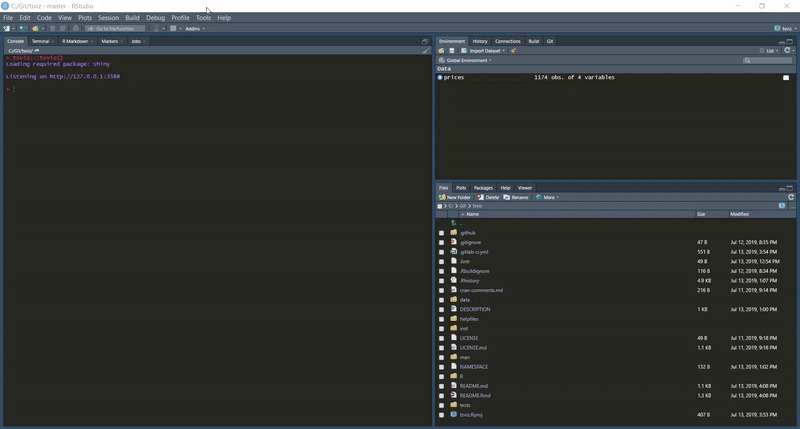 C:/Git/tsviz - master - RStudio
File Edit Code View Plots Session Build Debug Profile Tools Help
Go to file/function Addins tsviz
Console Terminal R Markdown Markers Jobs
C:/Git/tsviz/
> tsviz:::tsviz()
Loading required package: shiny
Listening on http://127.0.0.1:3580
>
Environment History Connections Build Git
Import Dataset List
Global Environment
Data
prices 1174 obs. of 4 variables
Files Plots Packages Help Viewer
New Folder Delete Rename More
C: Git tsviz
Name Size Modified
..
.github
.gitignore 47 B Jul 12, 2019, 8:35 PM
.gitlab-ci.yml 551 B Jul 13, 2019, 3:54 PM
.lintr 49 B Jul 13, 2019, 12:54 PM
.Rbuildignore 116 B Jul 12, 2019, 8:34 PM
.Rhistory 4.9 KB Jul 13, 2019, 1:07 PM
cran-comments.md 216 B Jul 11, 2019, 9:14 PM
data
DESCRIPTION 1 KB Jul 13, 2019, 1:00 PM
helpfiles
inst
LICENSE 49 B Jul 11, 2019, 9:18 PM
LICENSE.md 1.1 KB Jul 11, 2019, 9:18 PM
man
NAMESPACE 132 B Jul 13, 2019, 1:02 PM
R
README.md 1.1 KB Jul 13, 2019, 4:08 PM
README.Rmd 1.3 KB Jul 13, 2019, 4:08 PM
tests
tsviz.Rproj 407 B Jul 13, 2019, 3:53 PM